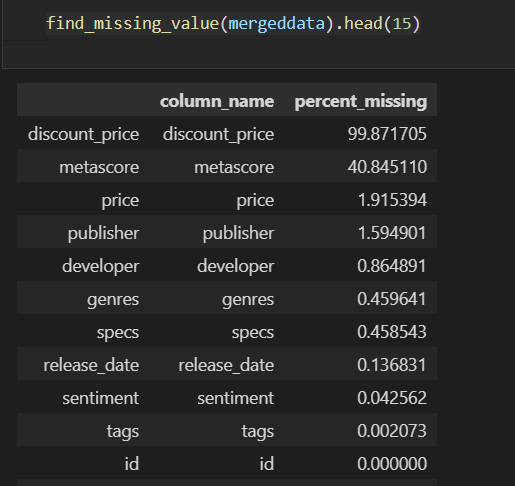 find_missing_value(mergeddata).head(15)
column_name percent_missing
discount_price discount_price 99.871705
metascore metascore 40.845110
price price 1.915394
publisher publisher 1.594901
developer developer 0.864891
genres genres 0.459641
specs specs 0.458543
release_date release_date 0.136831
sentiment sentiment 0.042562
tags tags 0.002073
id id 0.000000